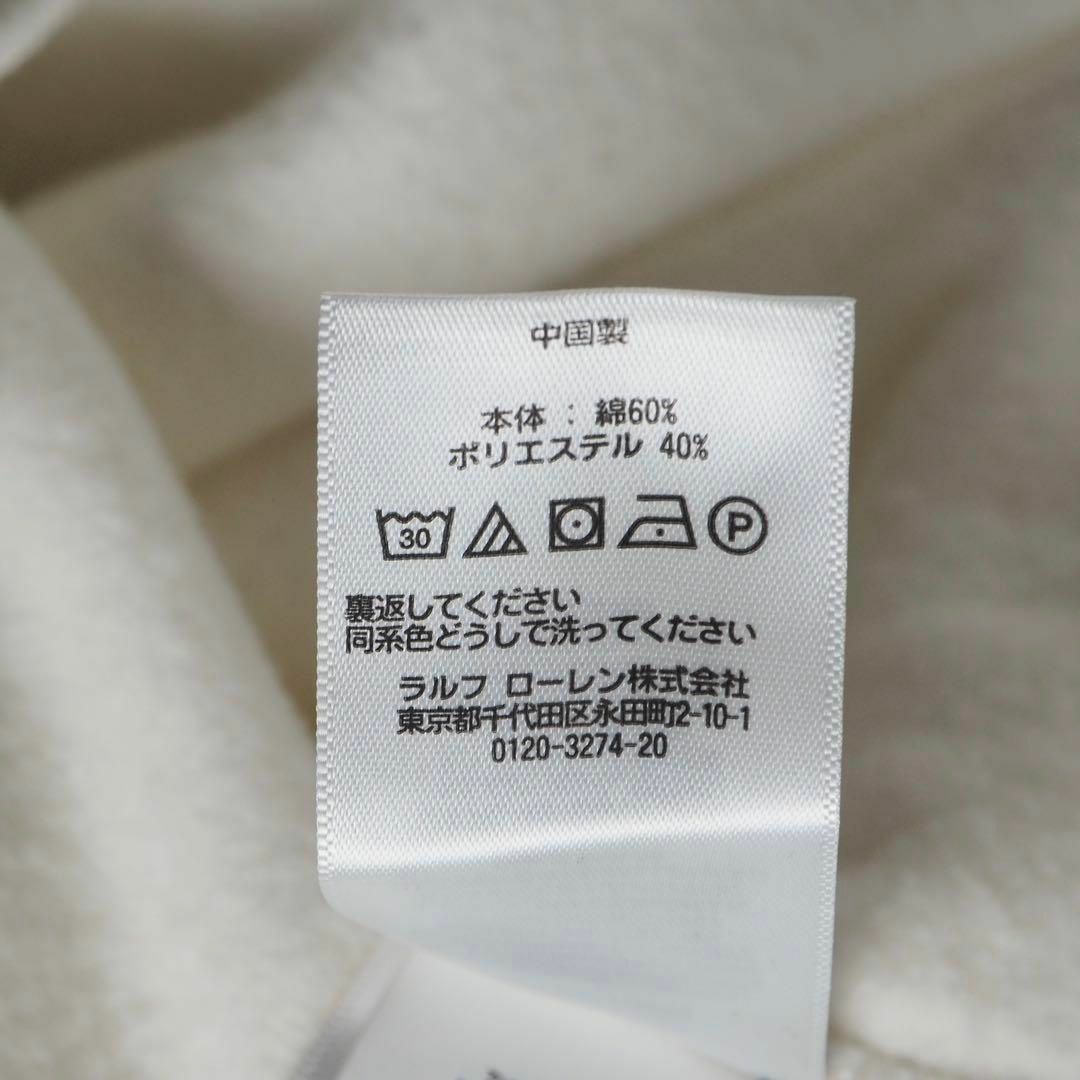 中国製
本体 : 綿60%
ポリエステル 40%
30 P
裏返してください
同系色どうしで洗ってください
ラルフ ローレン株式会社
東京都千代田区永田町2-10-1
0120-3274-20